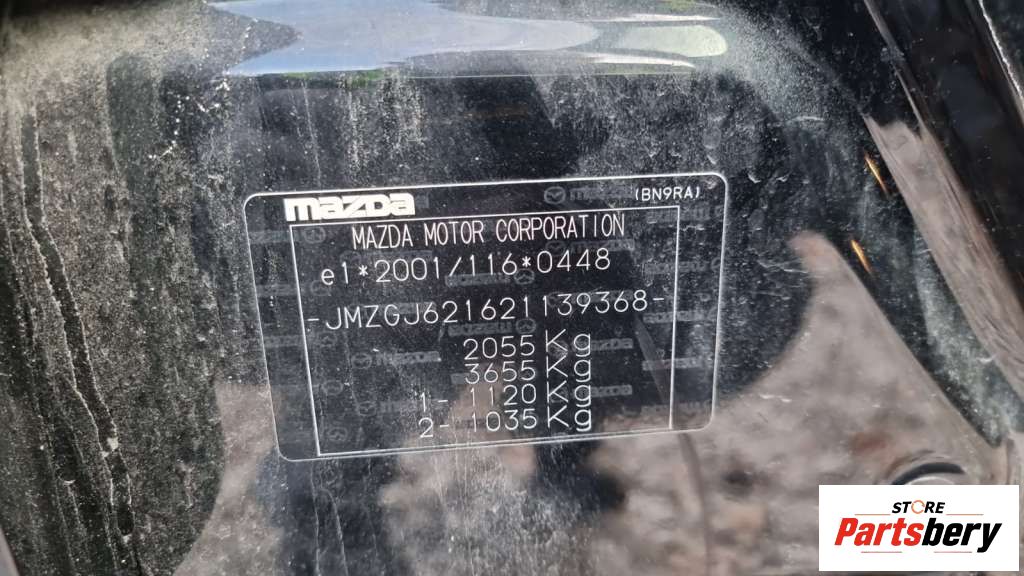 mazda
(BN9RA)
MAZDA MOTOR CORPORATION
e1*2001/116*0448
-JMZGJ621621139368-
2055 Kg
3655 Kg
1- 1120 Kg
2- 1035 Kg
STORE
Partsbery